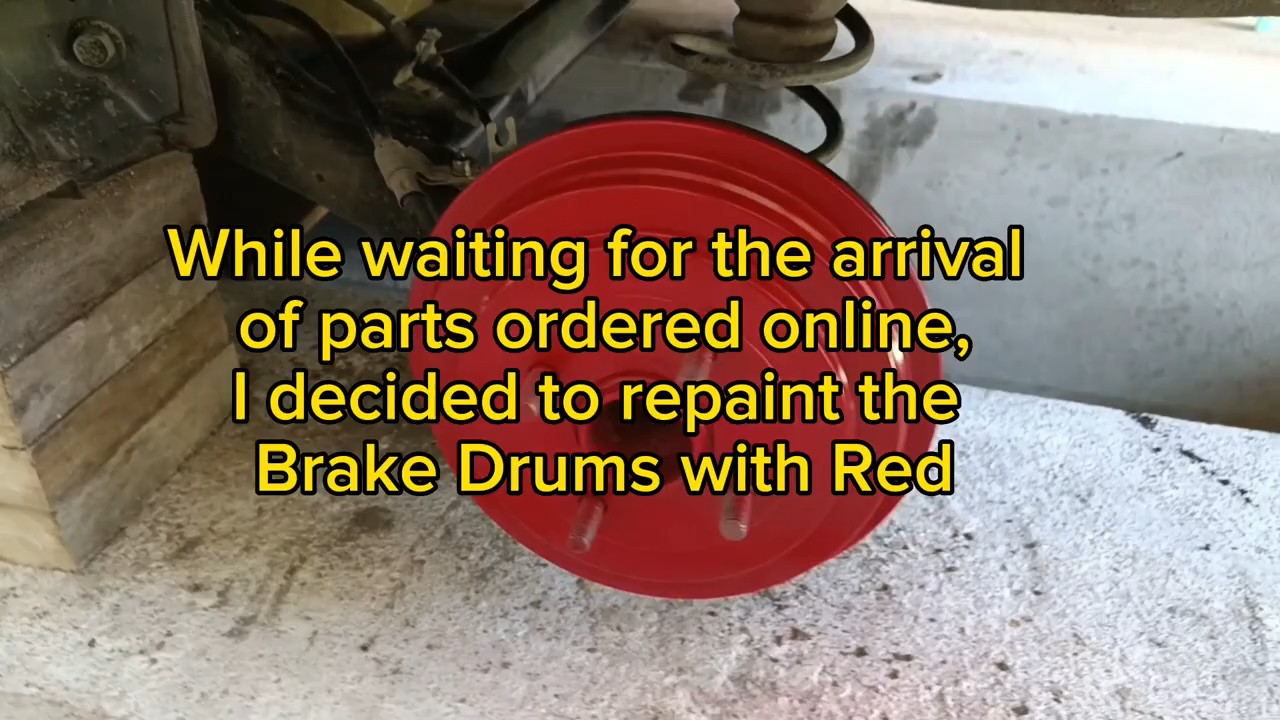 While waiting for the arrival
of parts ordered online,
I decided to repaint the
Brake Drums with Red